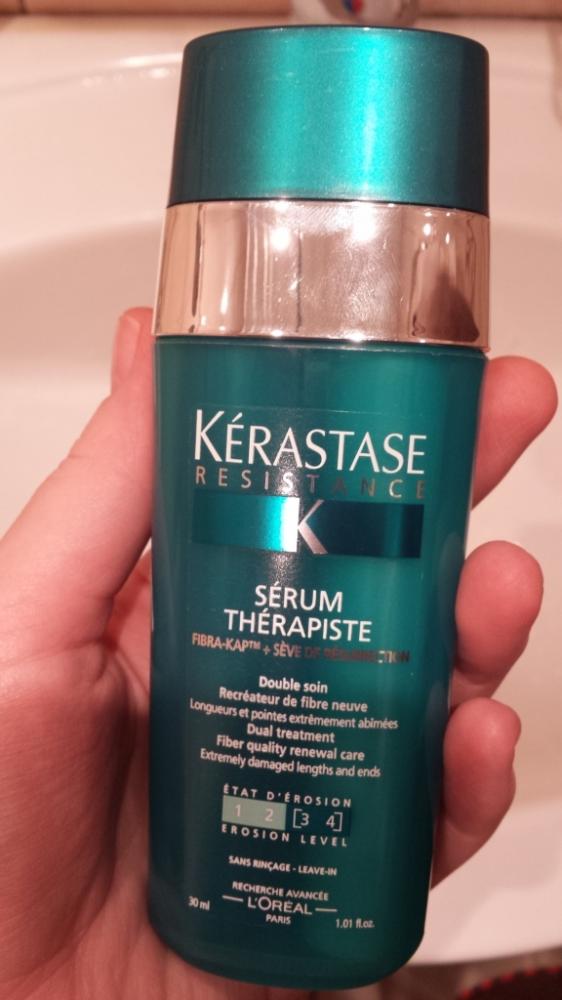 KÉRASTASE
RESISTANCE
K
SÉRUM
THÉRAPISTE
FIBRA-KAP™ + SÈVE DE RÉSURRECTION
Double soin
Recréateur de fibre neuve
Longueurs et pointes extrêmement abîmées
Dual treatment
Fiber quality renewal care
Extremely damaged lengths and ends
ÉTAT D'ÉROSION
1 2 [3 4]
EROSION LEVEL
SANS RINÇAGE - LEAVE-IN
RECHERCHE AVANCÉE
L'ORÉAL
PARIS
30 ml
1.01 fl.oz.